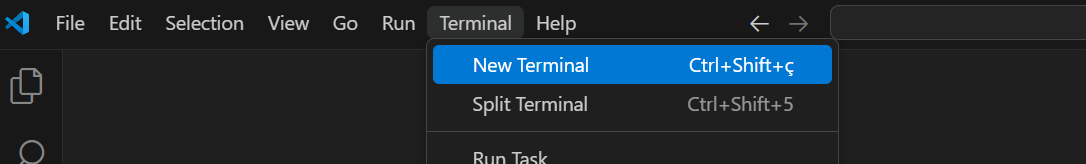 File Edit Selection View Go Run Terminal Help
New Terminal Ctrl+Shift+ç
Split Terminal Ctrl+Shift+5
Run Task